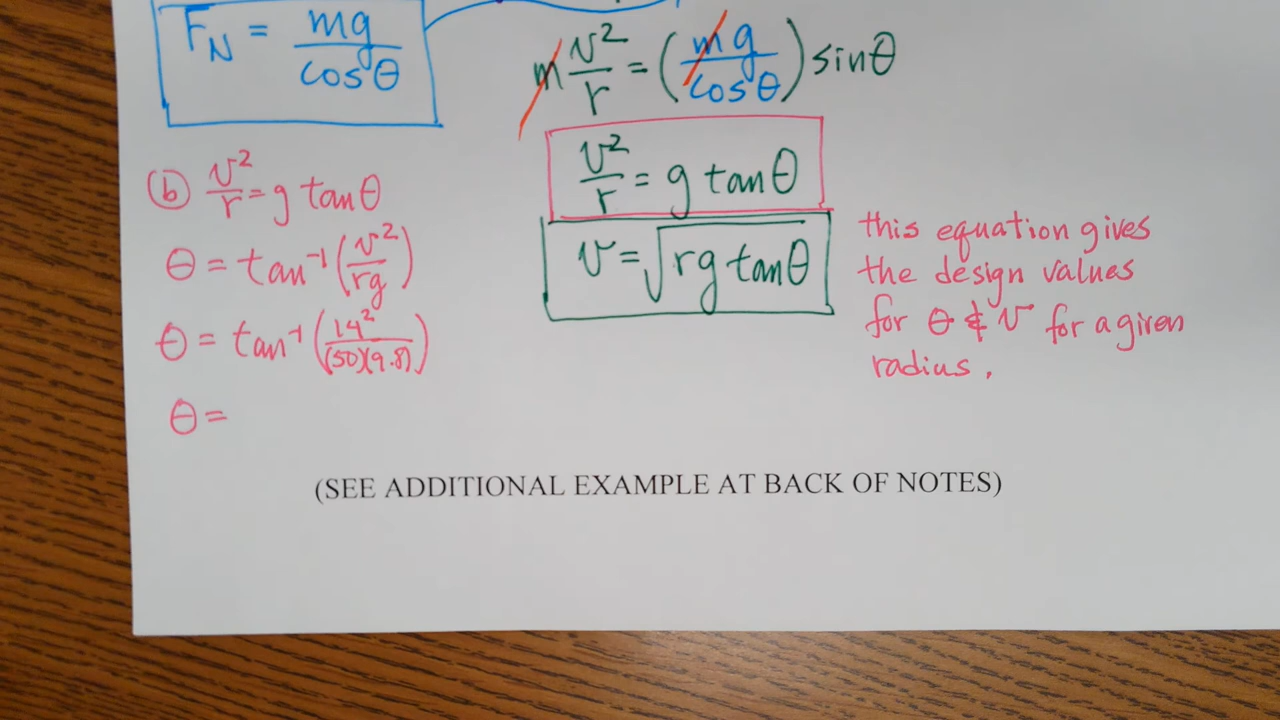 F_N = mg/cosθ
m v²/r = (mg/cosθ) sinθ
v²/r = g tanθ
v = √(rg tanθ)
this equation gives
the design values
for θ & v for a given
radius.
(b) v²/r = g tanθ
θ = tan⁻¹(v²/rg)
θ = tan⁻¹(14²/(50)(9.8))
θ =
(SEE ADDITIONAL EXAMPLE AT BACK OF NOTES)